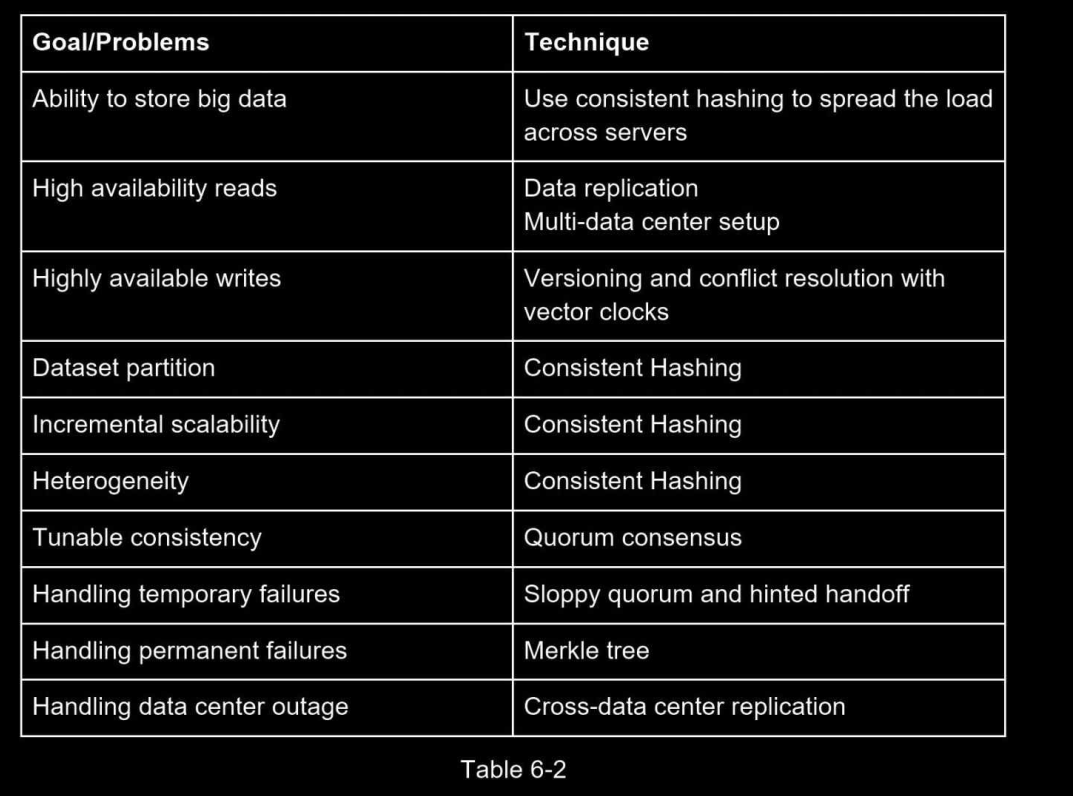 Goal/Problems
Technique
Ability to store big data
Use consistent hashing to spread the load
across servers
High availability reads
Data replication
Multi-data center setup
Highly available writes
Versioning and conflict resolution with
vector clocks
Dataset partition
Consistent Hashing
Incremental scalability
Consistent Hashing
Heterogeneity
Consistent Hashing
Tunable consistency
Quorum consensus
Handling temporary failures
Sloppy quorum and hinted handoff
Handling permanent failures
Merkle tree
Handling data center outage
Cross-data center replication
Table 6-2